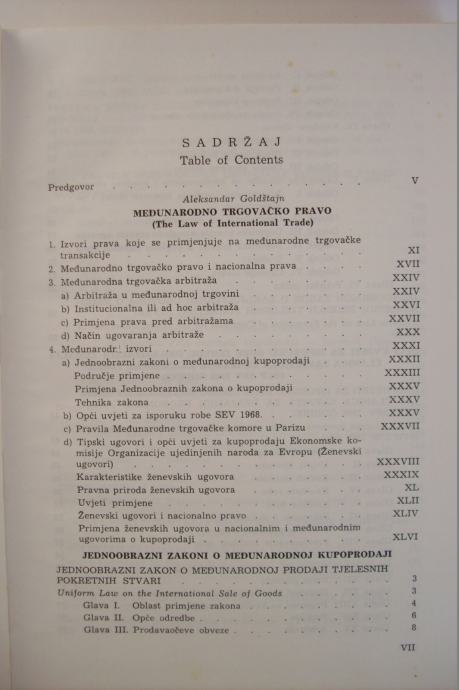 SADRŽAJ
Table of Contents
Predgovor . . . . . . . . . . . . . . V
Aleksandar Goldštajn
MEĐUNARODNO TRGOVAČKO PRAVO
(The Law of International Trade)
1. Izvori prava koje se primjenjuje na međunarodne trgovačke
transakcije . . . . . . . . . . . . XI
2. Međunarodno trgovačko pravo i nacionalna prava . . . . XVII
3. Međunarodna trgovačka arbitraža . . . . . . . XXIV
a) Arbitraža u međunarodnoj trgovini . . . . . . XXIV
b) Institucionalna ili ad hoc arbitraža . . . . . . XXVI
c) Primjena prava pred arbitražama . . . . . . XXVII
d) Način ugovaranja arbitraže . . . . . . . XXX
4. Međunarodni izvori . . . . . . . . . . XXXI
a) Jednoobrazni zakoni o međunarodnoj kupoprodaji . . . XXXII
Područje primjene . . . . . . . . . XXXIII
Primjena Jednoobraznih zakona o kupoprodaji . . . . XXXV
Tehnika zakona . . . . . . . . . . XXXV
b) Opći uvjeti za isporuku robe SEV 1968. . . . . . XXXV
c) Pravila Međunarodne trgovačke komore u Parizu . . . XXXVII
d) Tipski ugovori i opći uvjeti za kupoprodaju Ekonomske ko-
misije Organizacije ujedinjenih naroda za Evropu (Ženevski
ugovori) . . . . . . . . . . . . XXXVIII
Karakteristike ženevskih ugovora . . . . . . XXXIX
Pravna priroda ženevskih ugovora . . . . . . XL
Uvjeti primjene . . . . . . . . . . XLII
Ženevski ugovori i nacionalno pravo . . . . . . XLIV
Primjena ženevskih ugovora u nacionalnim i međunarodnim
ugovorima o kupoprodaji . . . . . . . . XLVI
JEDNOOBRAZNI ZAKONI O MEĐUNARODNOJ KUPOPRODAJI
JEDNOOBRAZNI ZAKON O MEĐUNARODNOJ PRODAJI TJELESNIH
POKRETNIH STVARI . . . . . . . . . . 3
Uniform Law on the International Sale of Goods . . . . . 3
Glava I. Oblast primjene zakona . . . . . . . 4
Glava II. Opće odredbe . . . . . . . . . 6
Glava III. Prodavaočeve obveze . . . . . . . . 8
VII